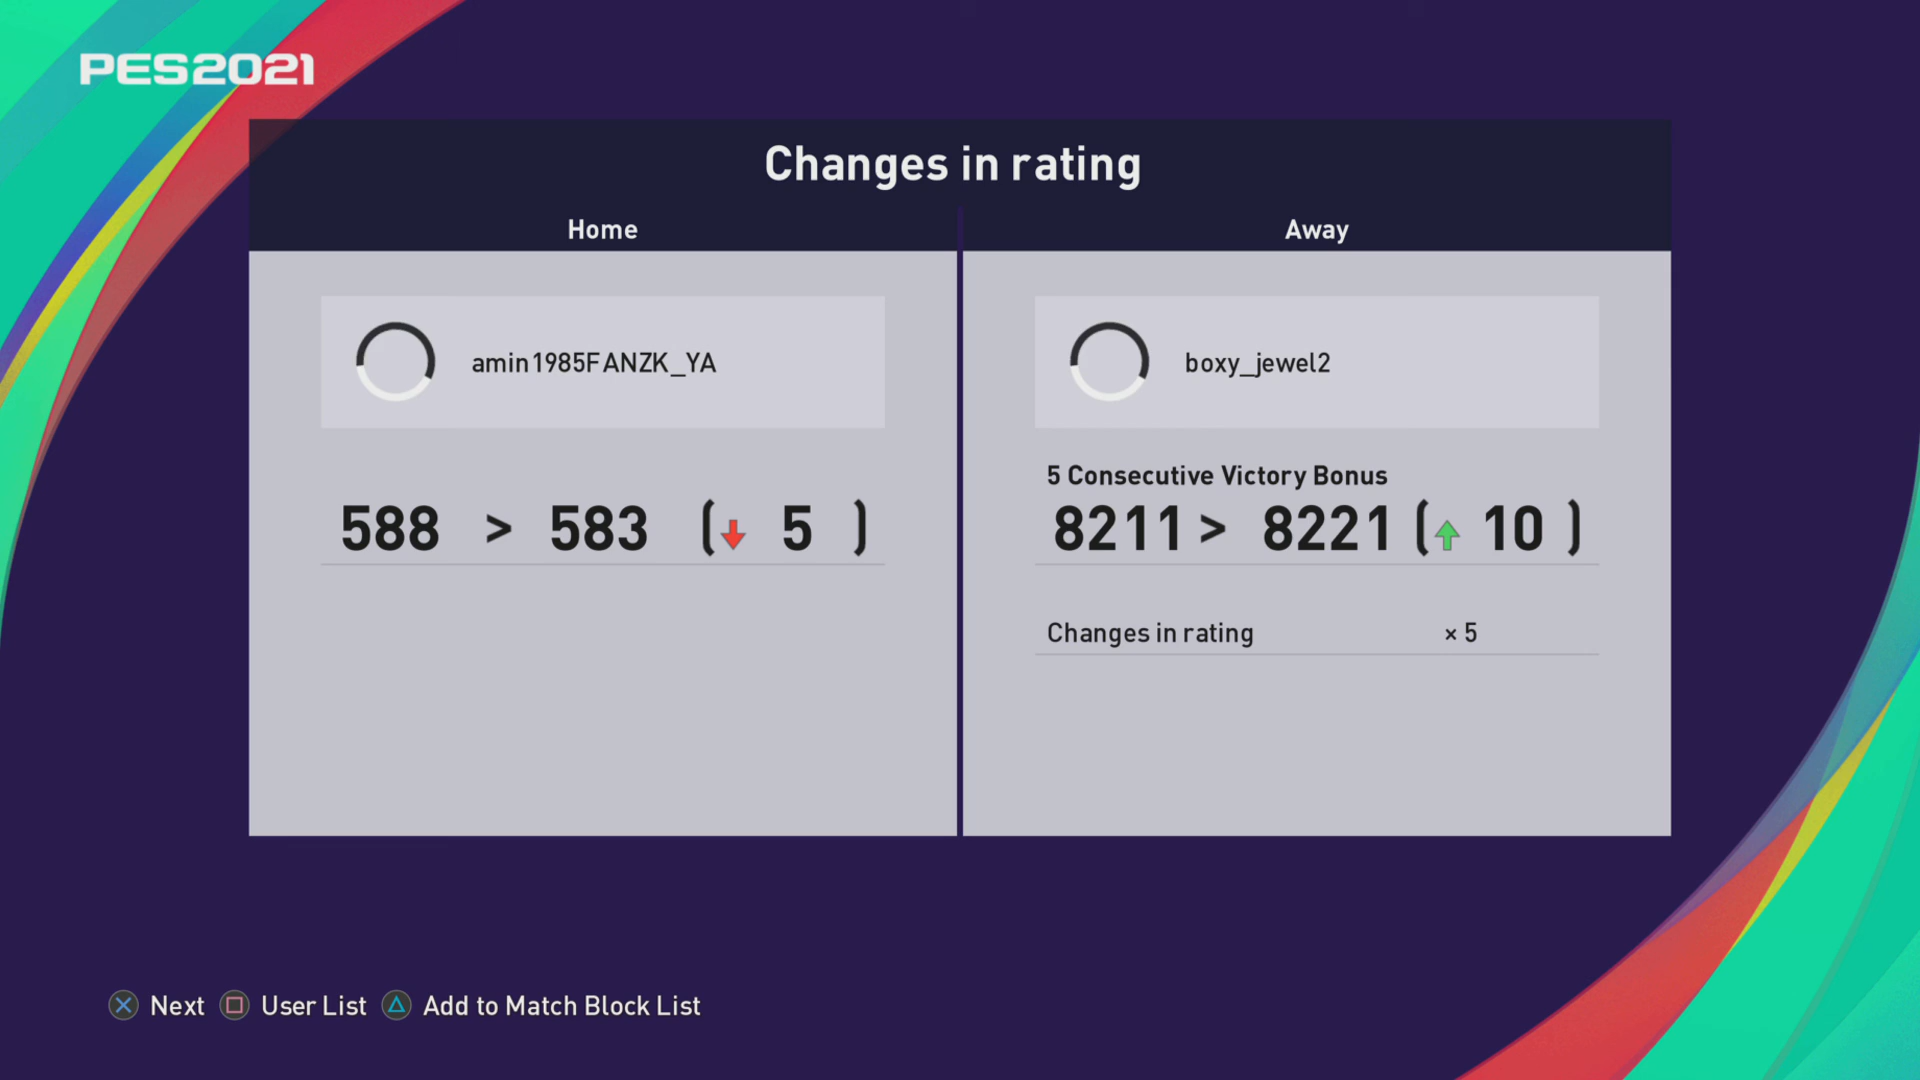 PES2021
Changes in rating
Home
Away
amin1985FANZK_YA
boxy_jewel2
5 Consecutive Victory Bonus
588 > 583 ( 5 )
8211 > 8221 ( 10 )
Changes in rating × 5
Next User List Add to Match Block List